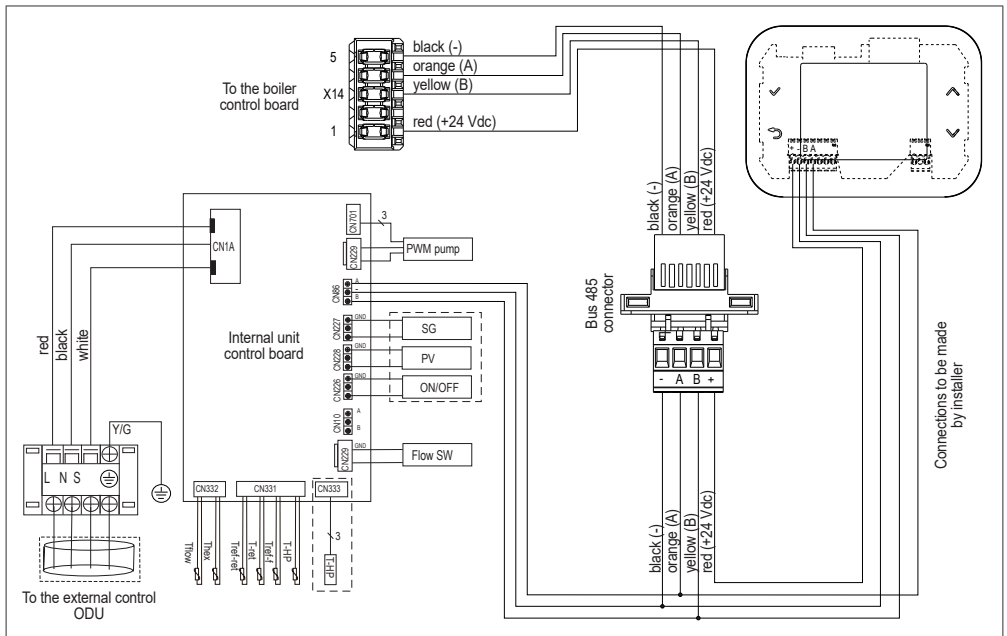 5
X14
1
To the boiler
control board
black (-)
orange (A)
yellow (B)
red (+24 Vdc)
+ - B A
black (-)
orange (A)
yellow (B)
red (+24 Vdc)
Bus 485
connector
- A B +
black (-)
orange (A)
yellow (B)
red (+24 Vdc)
Connections to be made
by installer
CN1A
red
black
white
Y/G
L N S
To the external control
ODU
Internal unit
control board
CN701
3
CN229
PWM pump
CN86
A
-
B
CN227
GND
SG
CN228
GND
PV
CN226
GND
ON/OFF
CN10
A
B
CN229
GND
Flow SW
CN332
CN331
CN333
Tflow
Thex
Tref-ret
T-ret
Tref-f
T-HP
3
T-HP